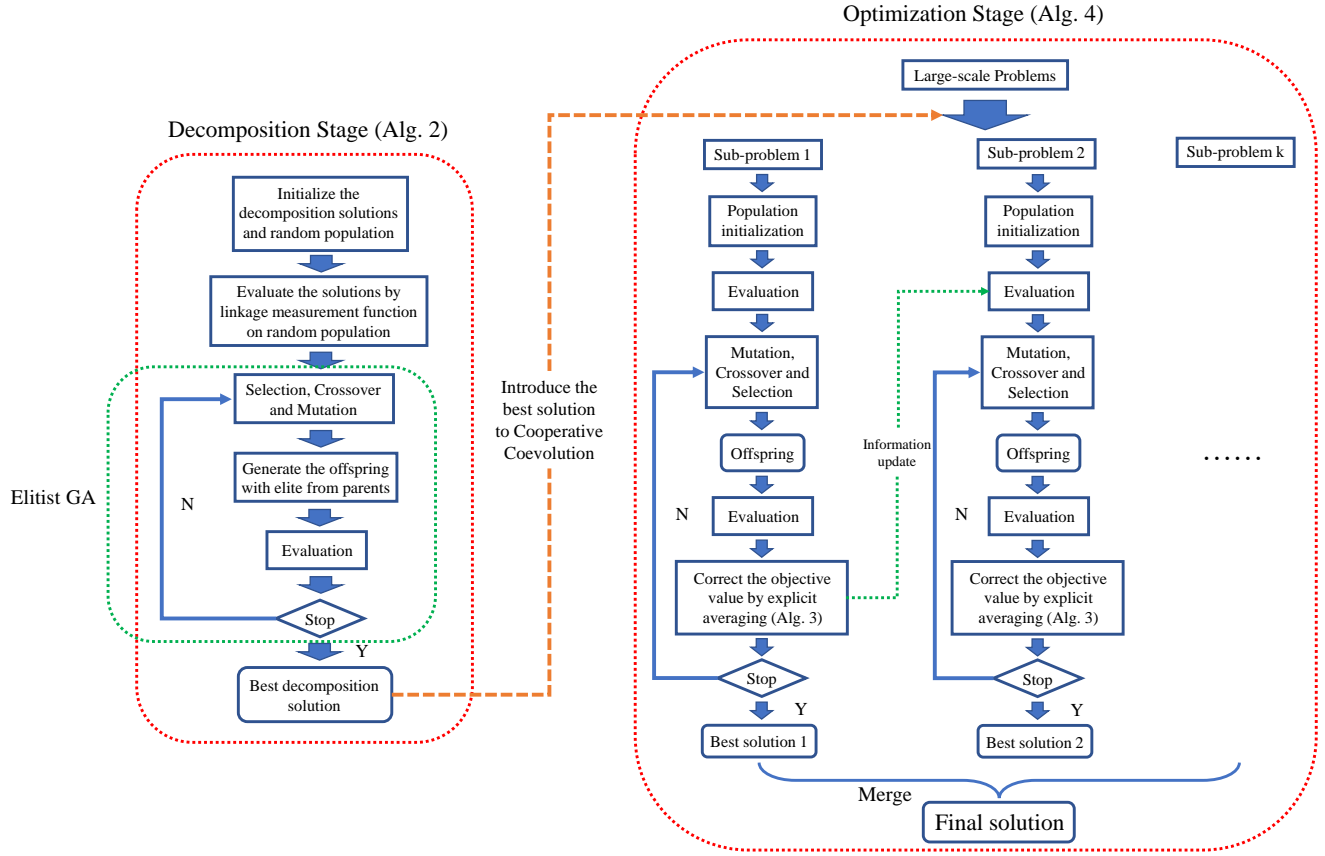 Optimization Stage (Alg. 4)
Large-scale Problems
Decomposition Stage (Alg. 2)
Initialize the
decomposition solutions
and random population
Evaluate the solutions by
linkage measurement function
on random population
Selection, Crossover
and Mutation
Generate the offspring
with elite from parents
Elitist GA
N
Evaluation
Stop
Y
Best decomposition
solution
Introduce the
best solution
to Cooperative
Coevolution
Sub-problem 1
Population
initialization
Evaluation
Mutation,
Crossover and
Selection
Offspring
N
Evaluation
Correct the objective
value by explicit
averaging (Alg. 3)
Stop
Y
Best solution 1
Information
update
Sub-problem 2
Population
initialization
Evaluation
Mutation,
Crossover and
Selection
Offspring
N
Evaluation
Correct the objective
value by explicit
averaging (Alg. 3)
Stop
Y
Best solution 2
Sub-problem k
......
Merge
Final solution